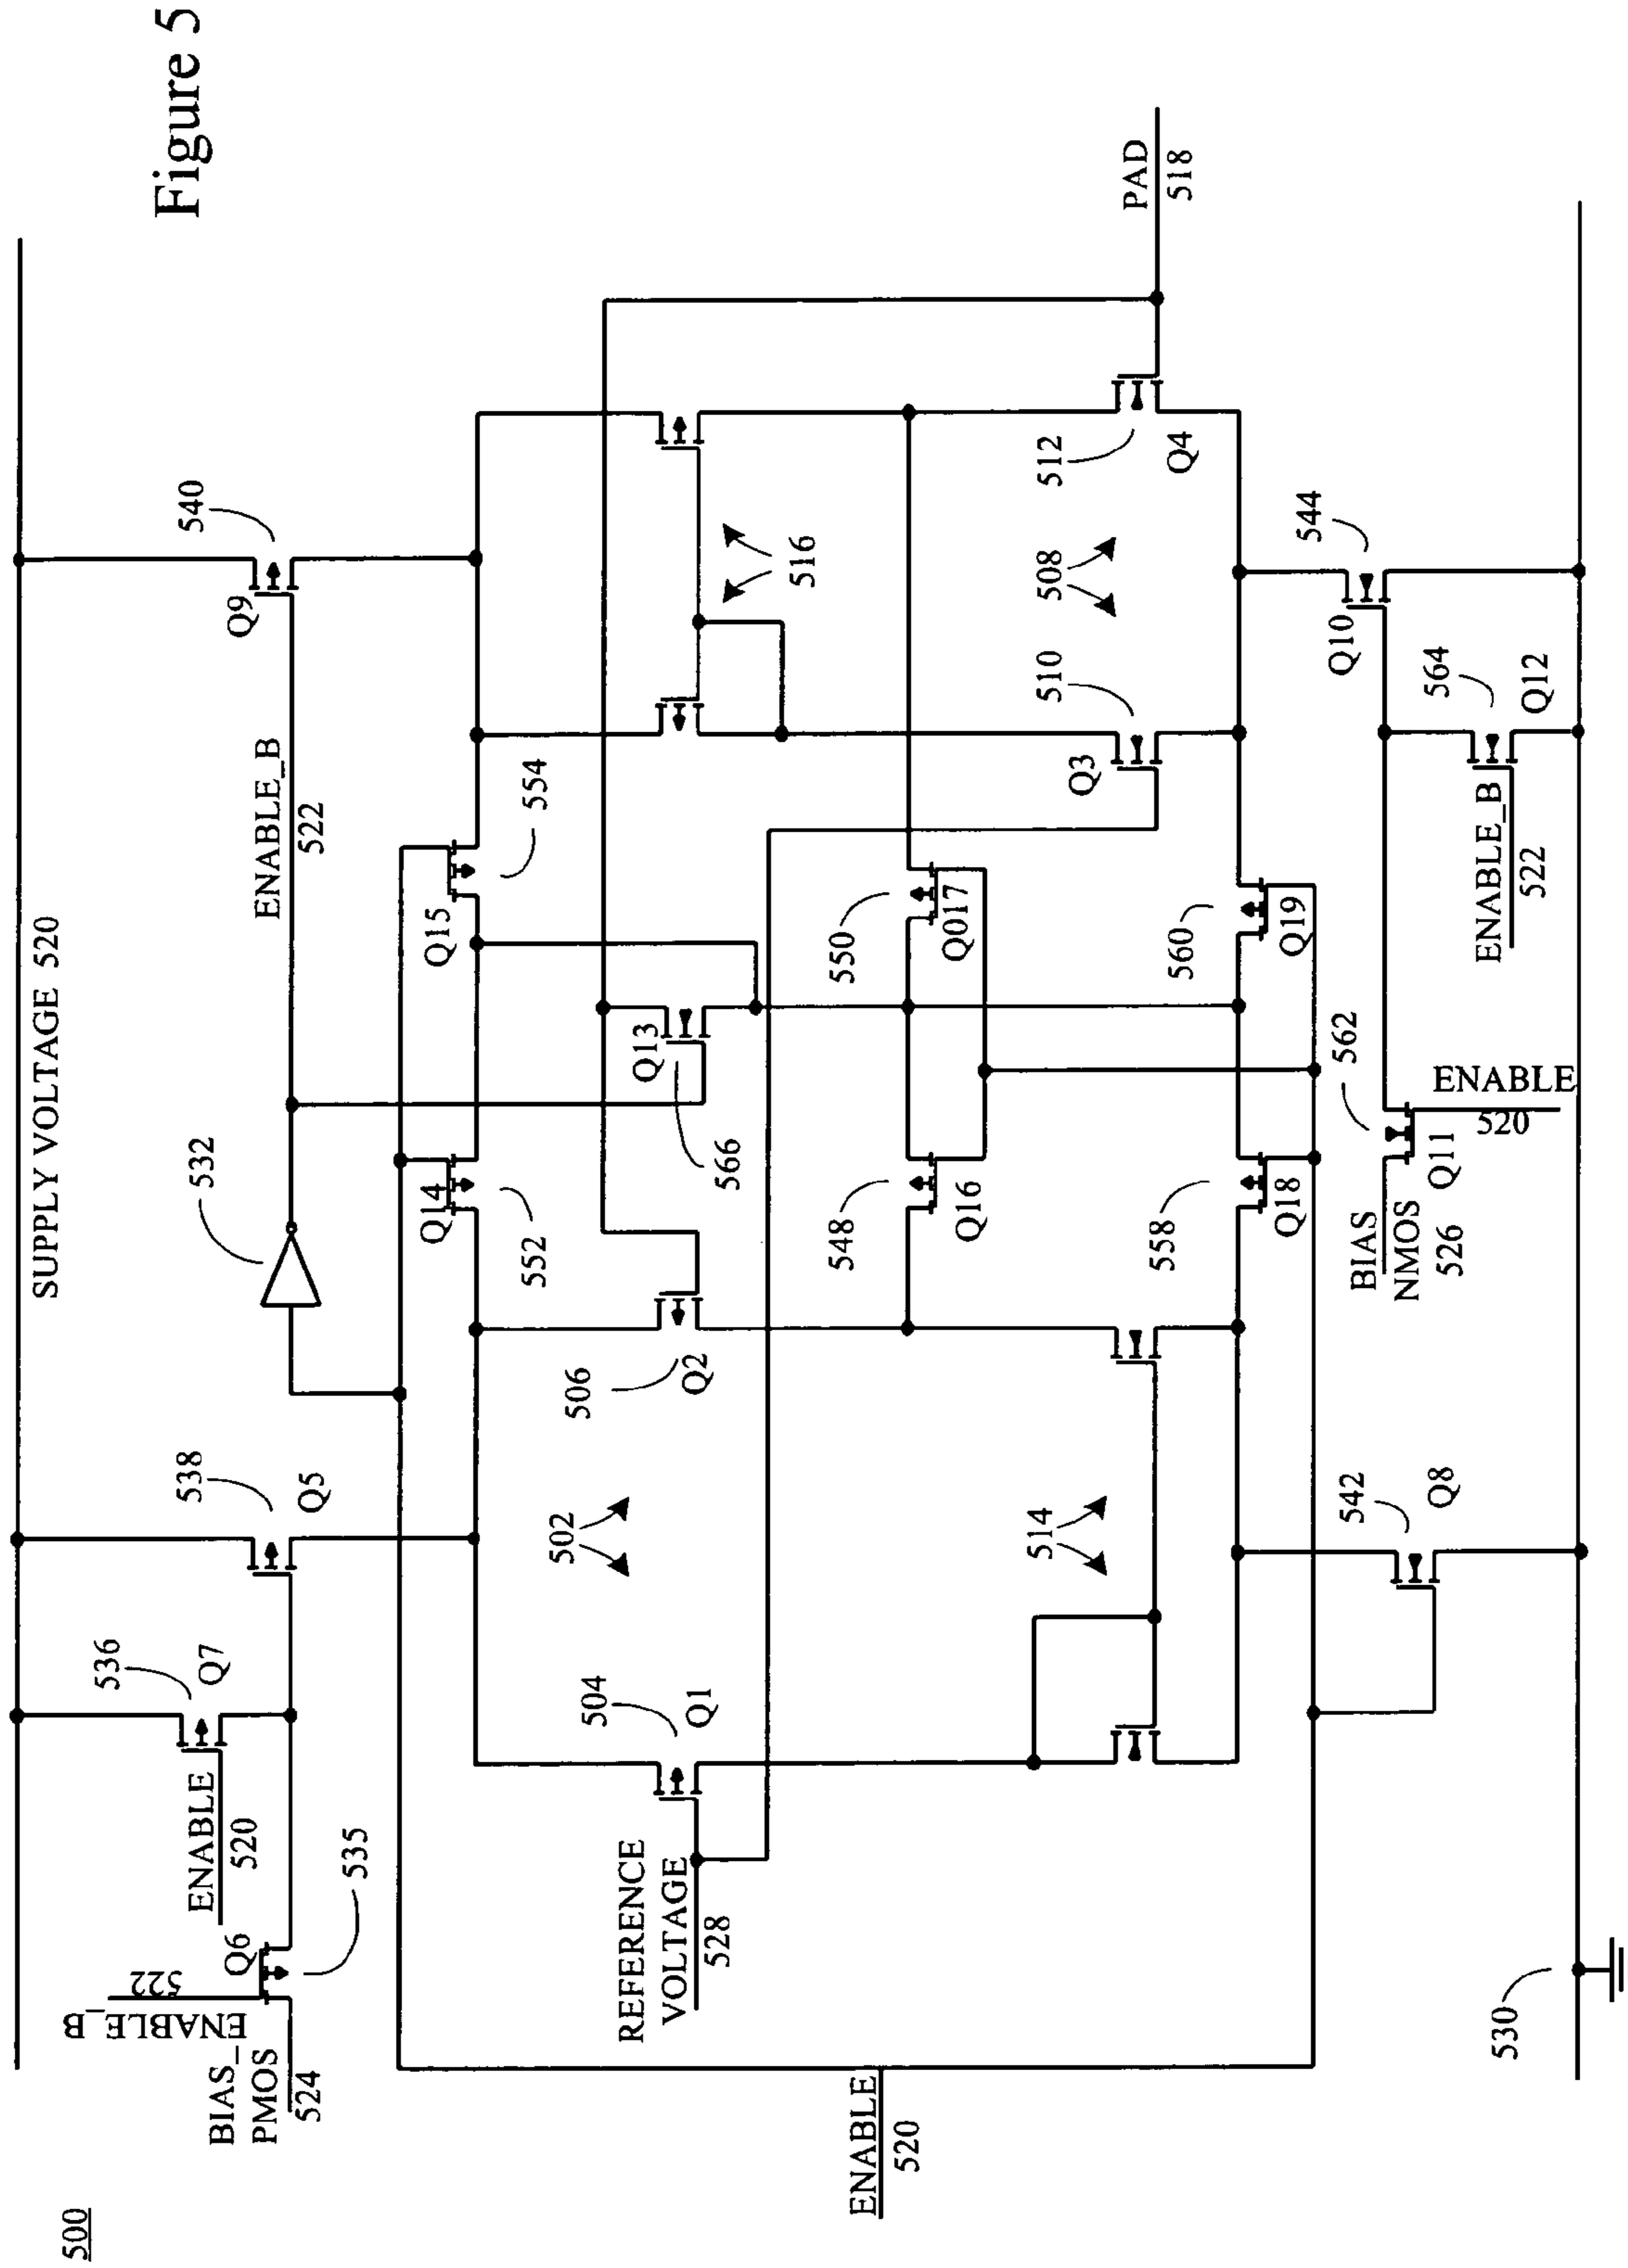 Figure 5
500
SUPPLY VOLTAGE 520
BIAS_
PMOS
524
ENABLE_B
522
Q6
535
ENABLE
520
536
Q7
538
Q5
532
ENABLE_B
522
540
Q9
Q14
552
Q15
554
Q13
566
506
Q2
502
504
Q1
516
REFERENCE
VOLTAGE
528
PAD
518
ENABLE
520
514
548
Q16
550
Q017
510
Q3
508
512
Q4
558
Q18
560
Q19
542
Q8
BIAS
NMOS
526
562
Q11
ENABLE
520
Q10
544
564
Q12
ENABLE_B
522
530